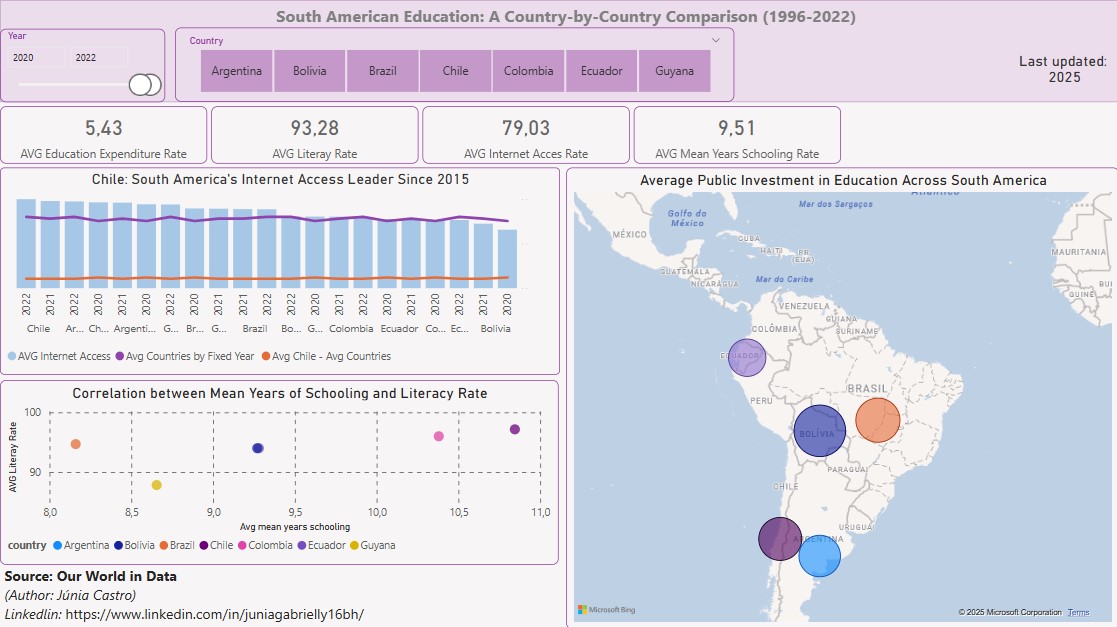 South American Education: A Country-by-Country Comparison (1996-2022)
Year
2020 2022
Country
Argentina Bolivia Brazil Chile Colombia Ecuador Guyana
Last updated:
2025
5,43
AVG Education Expenditure Rate
93,28
AVG Literay Rate
79,03
AVG Internet Acces Rate
9,51
AVG Mean Years Schooling Rate
Chile: South America's Internet Access Leader Since 2015
2022 2021 2022 2020 2021 2020 2022 2020 2021 2022 2021 2022 2020 2021 2020 2021 2020 2022 2021 2020
Chile Ar... Ch... Argenti... G... Br... G... Brazil Bo... G... Colombia Ecuador Co... Ec... Bolivia
AVG Internet Access Avg Countries by Fixed Year Avg Chile - Avg Countries
Correlation between Mean Years of Schooling and Literacy Rate
AVG Literay Rate
100
90
8,0 8,5 9,0 9,5 10,0 10,5 11,0
Avg mean years schooling
country Argentina Bolivia Brazil Chile Colombia Ecuador Guyana
Source: Our World in Data
(Author: Júnia Castro)
Linkedlin: https://www.linkedin.com/in/juniagabrielly16bh/
Average Public Investment in Education Across South America
Atlântico
Mar dos Sargaços
Golfo do
México
MÉXICO
CUBA
HAITI
PR
(EUA)
MAURITANIA
GUATEMALA
Mar do Caribe
NICARÁGUA
GUINÉ
BUI
VENEZUELA
GUIANA
COLÔMBIA
SURINAME
ECUADOR
BRASIL
PERU
BOLÍVIA
PARAGUAI
CHILE
URUGUAI
ARGENTINA
Microsoft Bing
© 2025 Microsoft Corporation Terms